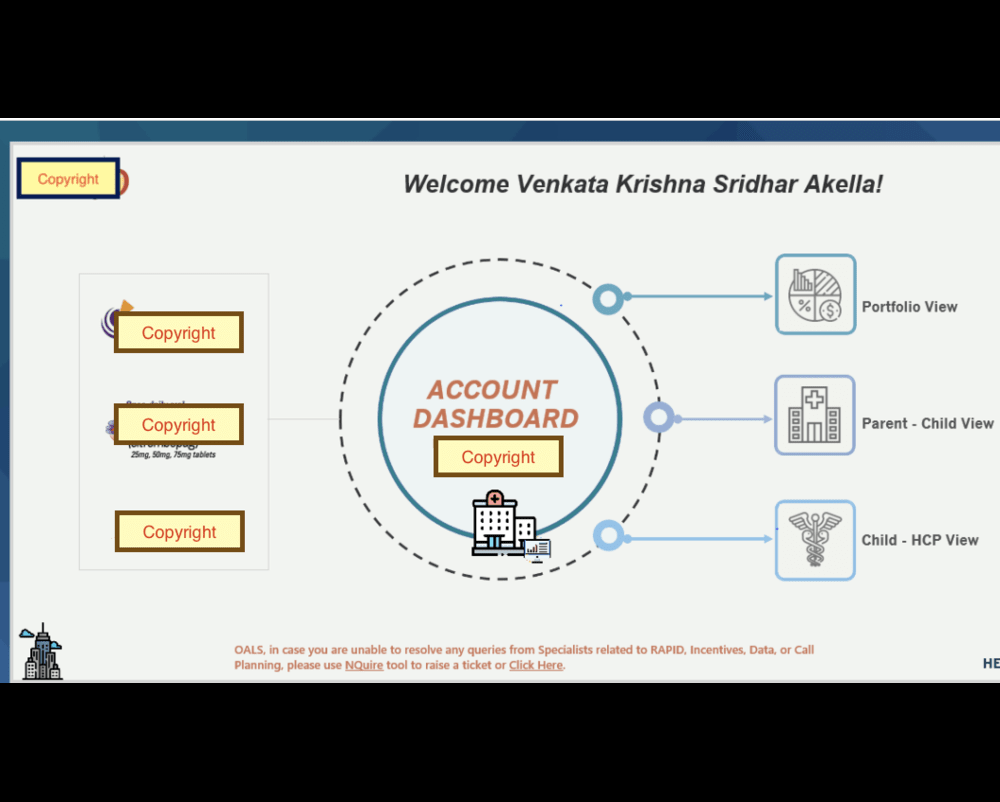 Copyright
Welcome Venkata Krishna Sridhar Akella!
Copyright
Copyright
25mg, 50mg, 75mg tablets
Copyright
ACCOUNT
DASHBOARD
Copyright
Portfolio View
Parent - Child View
Child - HCP View
OALS, in case you are unable to resolve any queries from Specialists related to RAPID, Incentives, Data, or Call
Planning, please use NQuire tool to raise a ticket or Click Here.
HE